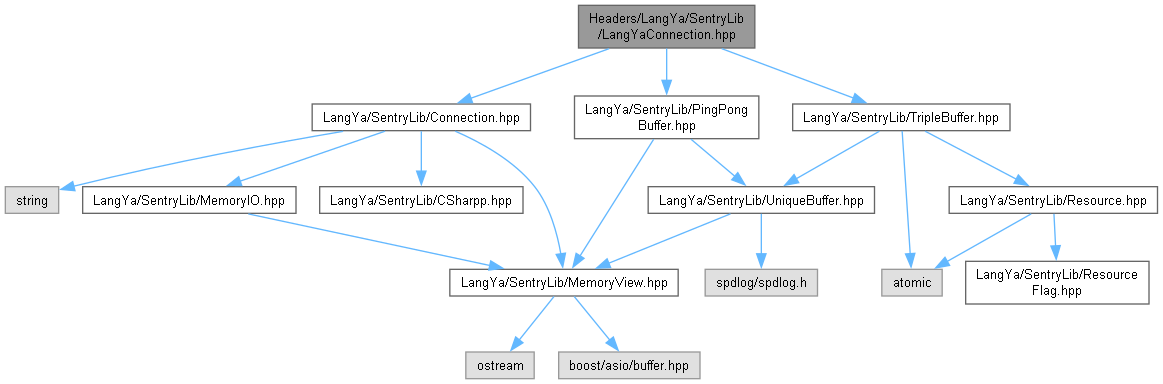 Headers/LangYa/SentryLib
/LangYaConnection.hpp
LangYa/SentryLib/Connection.hpp
LangYa/SentryLib/PingPong
Buffer.hpp
LangYa/SentryLib/TripleBuffer.hpp
string
LangYa/SentryLib/MemoryIO.hpp
LangYa/SentryLib/CSharpp.hpp
LangYa/SentryLib/UniqueBuffer.hpp
LangYa/SentryLib/Resource.hpp
LangYa/SentryLib/MemoryView.hpp
spdlog/spdlog.h
atomic
LangYa/SentryLib/Resource
Flag.hpp
ostream
boost/asio/buffer.hpp